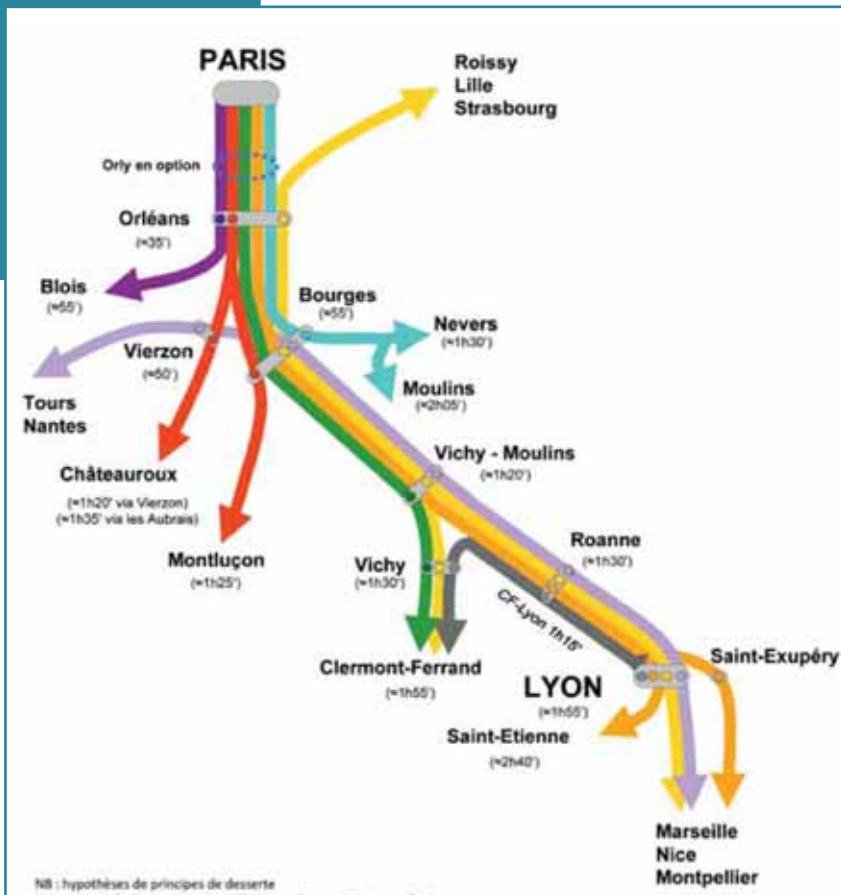 PARIS
Roissy
Lille
Strasbourg
Orly en option
Orléans
(≈35')
Blois
(≈55')
Bourges
(≈55')
Nevers
(≈1h30')
Vierzon
(≈50')
Moulins
(≈2h05')
Tours
Nantes
Châteauroux
(≈1h20' via Vierzon)
(≈1h35' via les Aubrais)
Vichy - Moulins
(≈1h20')
Montluçon
(≈1h25')
Vichy
(≈1h30')
Roanne
(≈1h30')
CF-Lyon 1h15'
Clermont-Ferrand
(≈1h55')
LYON
(≈1h55')
Saint-Exupéry
Saint-Etienne
(≈2h40')
Marseille
Nice
Montpellier
NB : hypothèses de principes de desserte